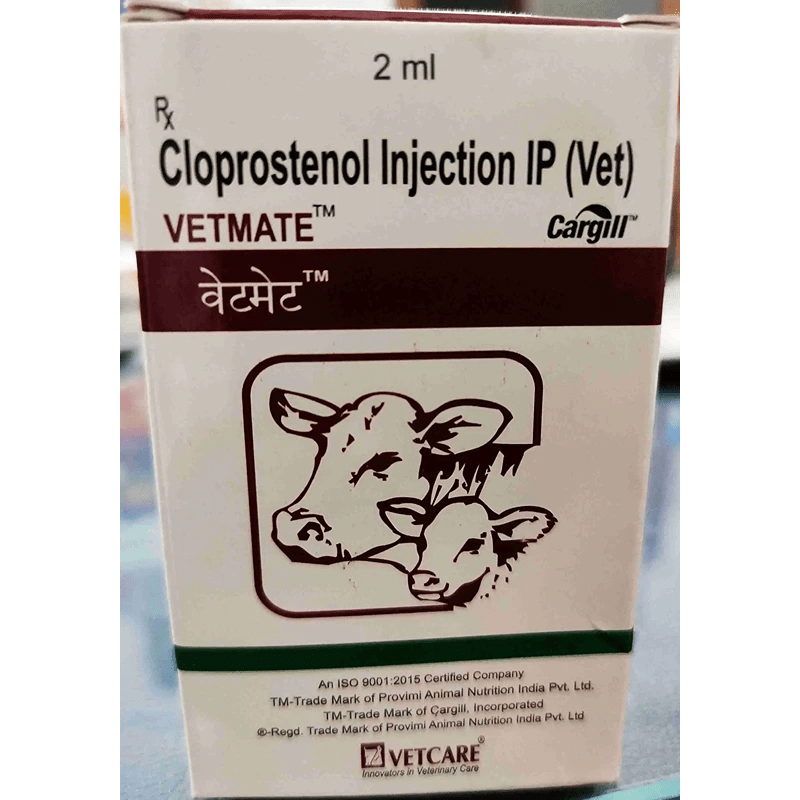 2 ml
Rx
Cloprostenol Injection IP (Vet)
VETMATE™
Cargill™
वेटमेट™
An ISO 9001:2015 Certified Company
TM-Trade Mark of Provimi Animal Nutrition India Pvt. Ltd.
TM-Trade Mark of Cargill, Incorporated
®-Regd. Trade Mark of Provimi Animal Nutrition India Pvt. Ltd
VETCARE®
Innovators in Veterinary Care